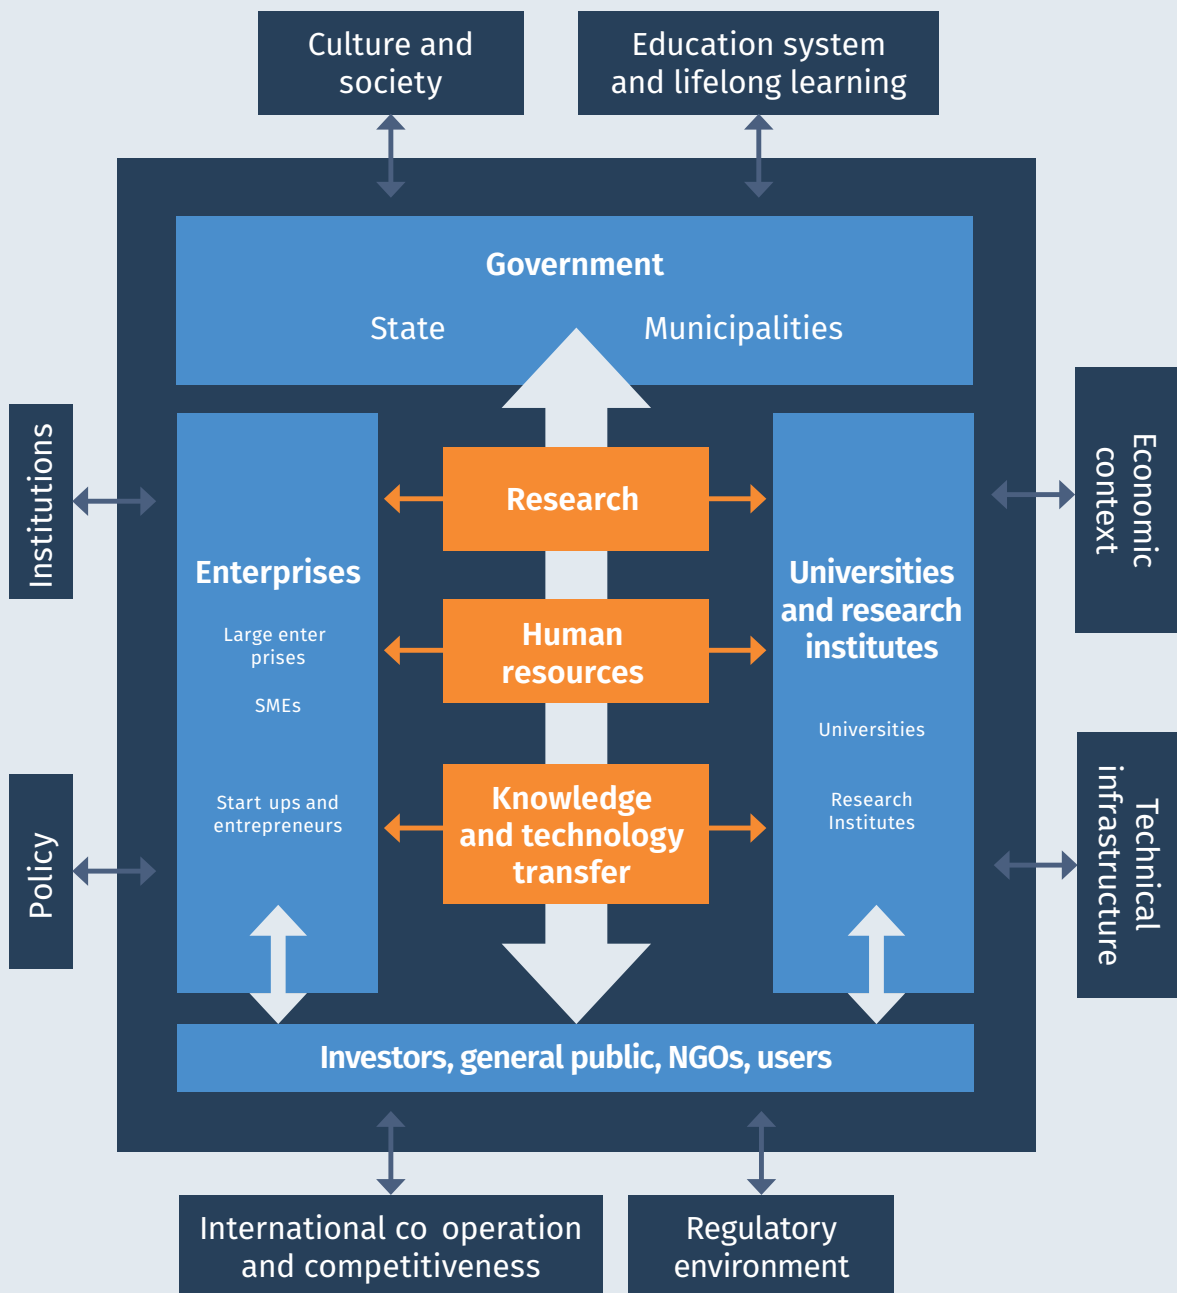 Culture and
society
Education system
and lifelong learning
Government
State
Municipalities
Institutions
Economic
context
Research
Enterprises
Large enter
prises
SMEs
Start ups and
entrepreneurs
Human
resources
Universities
and research
institutes
Universities
Research
Institutes
Knowledge
and technology
transfer
Policy
Technical
infrastructure
Investors, general public, NGOs, users
International co operation
and competitiveness
Regulatory
environment